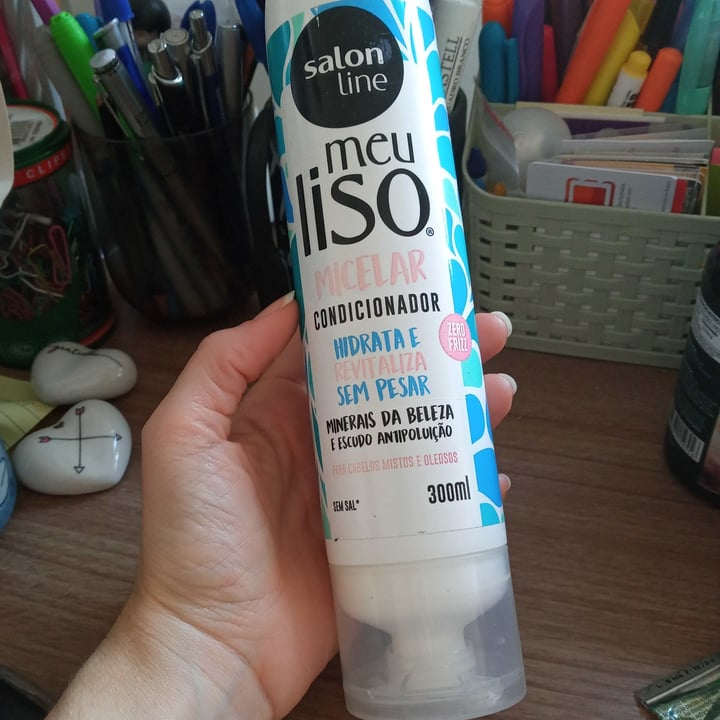 salon
line
meu
liso®
MICELAR
CONDICIONADOR
HIDRATA E
REVITALIZA
SEM PESAR
ZERO
FRIZZ
MINERAIS DA BELEZA
E ESCUDO ANTIPOLUIÇÃO
PARA CABELOS MISTOS E OLEOSOS
SEM SAL*
300ml
CLIPS